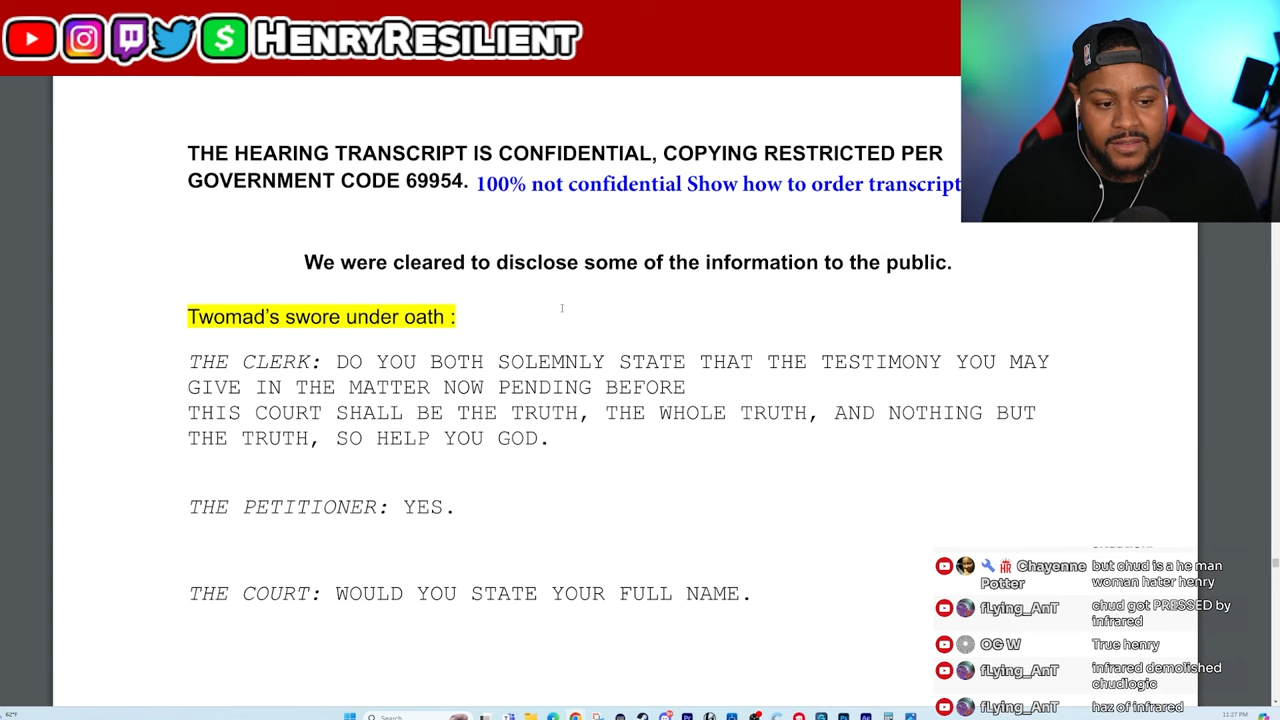 HENRYRESILIENT
THE HEARING TRANSCRIPT IS CONFIDENTIAL, COPYING RESTRICTED PER
GOVERNMENT CODE 69954. 100% not confidential Show how to order transcript
We were cleared to disclose some of the information to the public.
Twomad's swore under oath :
THE CLERK: DO YOU BOTH SOLEMNLY STATE THAT THE TESTIMONY YOU MAY
GIVE IN THE MATTER NOW PENDING BEFORE
THIS COURT SHALL BE THE TRUTH, THE WHOLE TRUTH, AND NOTHING BUT
THE TRUTH, SO HELP YOU GOD.
THE PETITIONER: YES.
THE COURT: WOULD YOU STATE YOUR FULL NAME.
Chayenne Potter but chud is a he man
woman hater henry
fLying_AnT chud got PRESSED by
infrared
OG W True henry
fLying_AnT infrared demolished
chudlogic
fLying_AnT haz of infrared
62°F
Search
11:27 PM